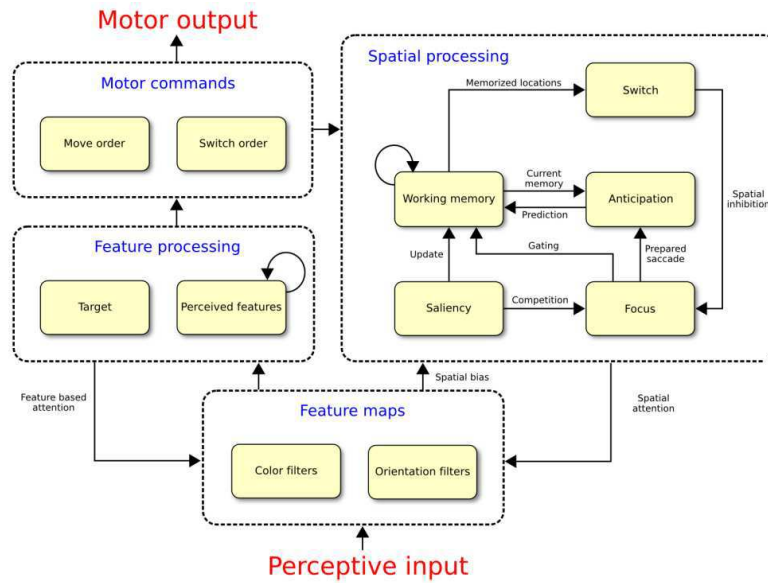 Motor output
Motor commands
Move order
Switch order
Spatial processing
Memorized locations
Switch
Working memory
Current
memory
Prediction
Anticipation
Spatial
inhibition
Update
Gating
Prepared
saccade
Saliency
Competition
Focus
Feature processing
Target
Perceived features
Feature based
attention
Spatial bias
Spatial
attention
Feature maps
Color filters
Orientation filters
Perceptive input